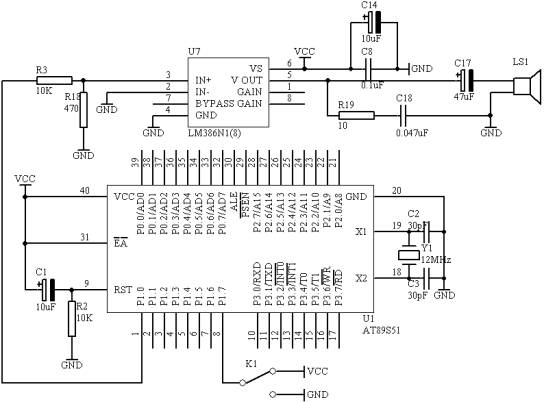 C14
10uF
U7
VCC
R3
10K
R18
470
3
2
7
4
IN+
IN-
BYPASS
GND
VS
V OUT
GAIN
GAIN
6
5
1
8
C8
0.1uF
GND
C17
47uF
LS1
LM386N1(8)
GND
GND
GND
R19
10
C18
0.047uF
GND
39
38
37
36
35
34
33
32
30
29
28
27
26
25
24
23
22
21
VCC
40
VCC
P0.0/AD0
P0.1/AD1
P0.2/AD2
P0.3/AD3
P0.4/AD4
P0.5/AD5
P0.6/AD6
P0.7/AD7
ALE
PSEN
P2.7/A15
P2.6/A14
P2.5/A13
P2.4/A12
P2.3/A11
P2.2/A10
P2.1/A9
P2.0/A8
GND
20
31
EA
X1
19
C2
30pF
Y1
12MHz
C1
10uF
9
RST
X2
18
C3
30pF
GND
R2
10K
GND
P1.0
P1.1
P1.2
P1.3
P1.4
P1.5
P1.6
P1.7
P3.0/RXD
P3.1/TXD
P3.2/INT0
P3.3/INT1
P3.4/T0
P3.5/T1
P3.6/WR
P3.7/RD
U1
AT89S51
1
2
3
4
5
6
7
8
10
11
12
13
14
15
16
17
K1
VCC
GND